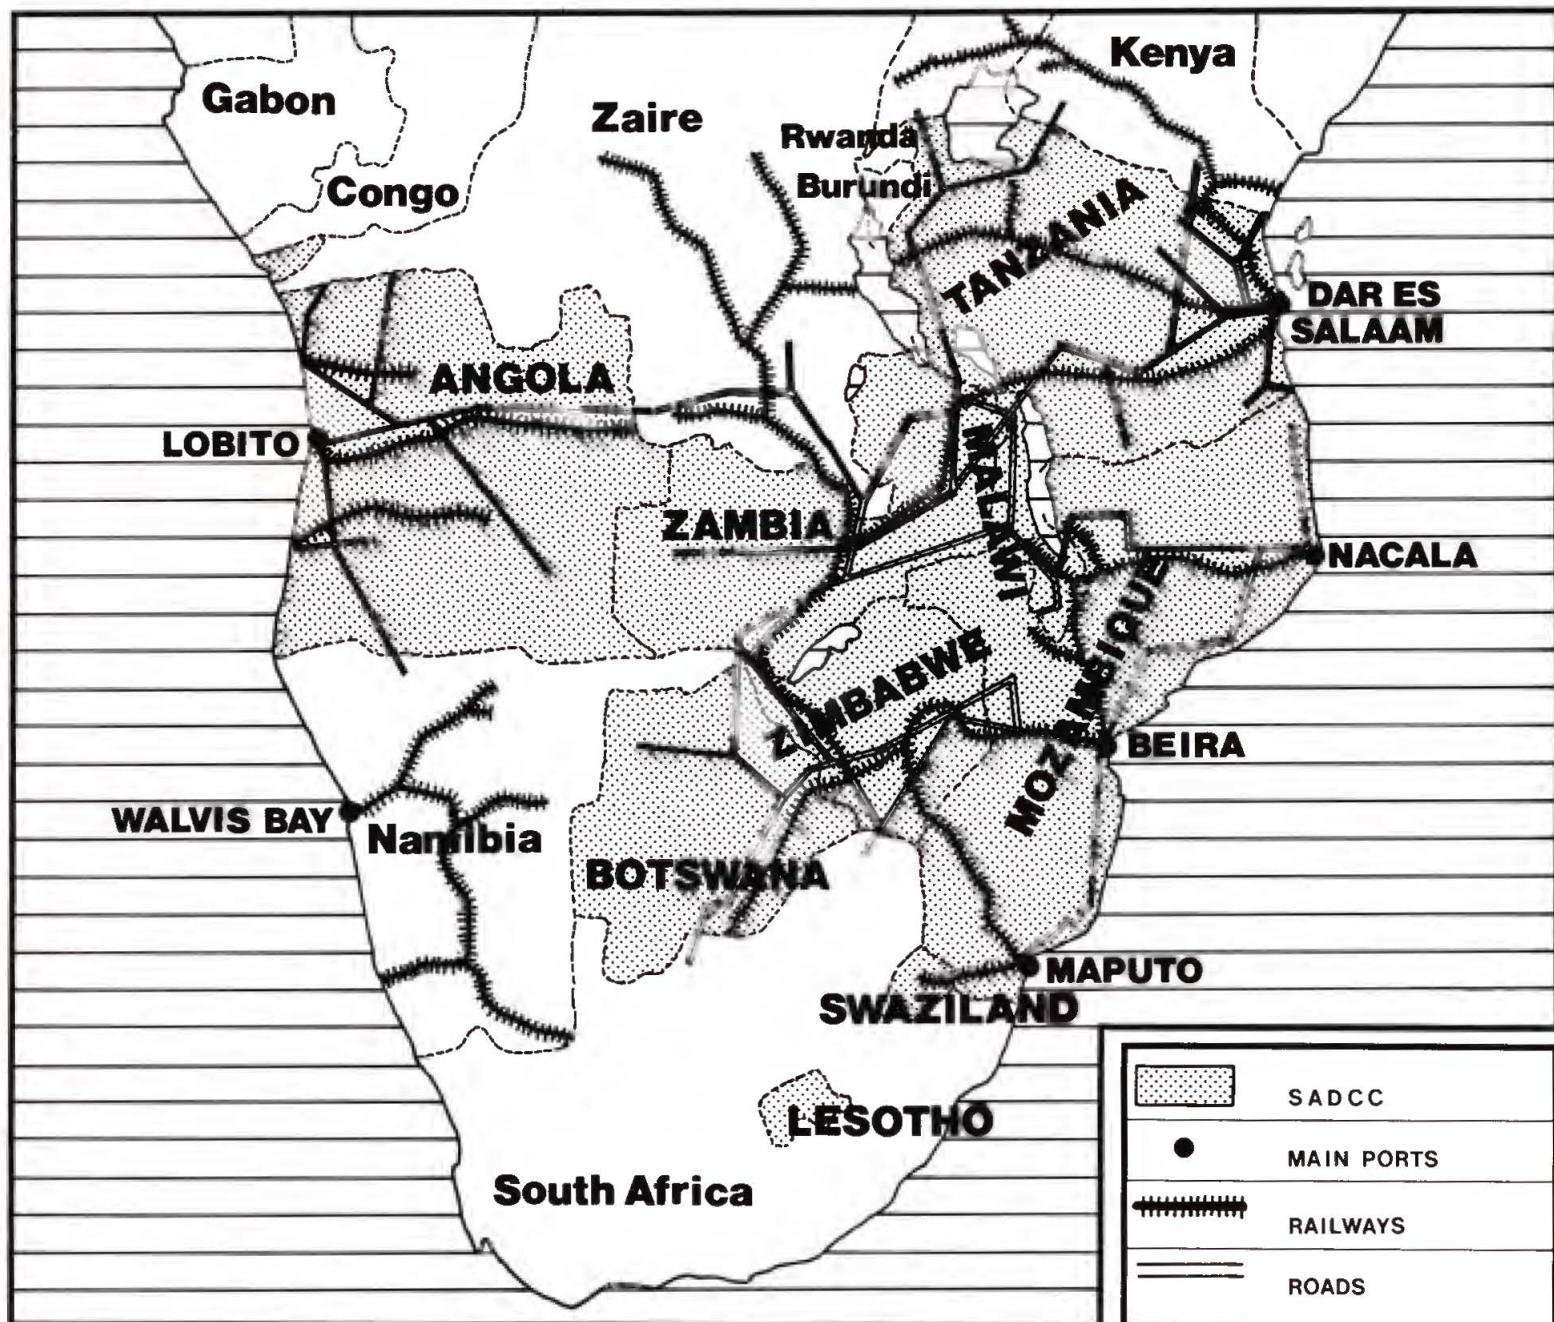 Gabon
Congo
Zaire
Rwanda
Burundi
Kenya
TANZANIA
DAR ES
SALAAM
ANGOLA
LOBITO
ZAMBIA
MALAWI
NACALA
MOZAMBIQUE
ZIMBABWE
BEIRA
WALVIS BAY
Namibia
BOTSWANA
MAPUTO
SWAZILAND
LESOTHO
South Africa
SADCC
MAIN PORTS
RAILWAYS
ROADS